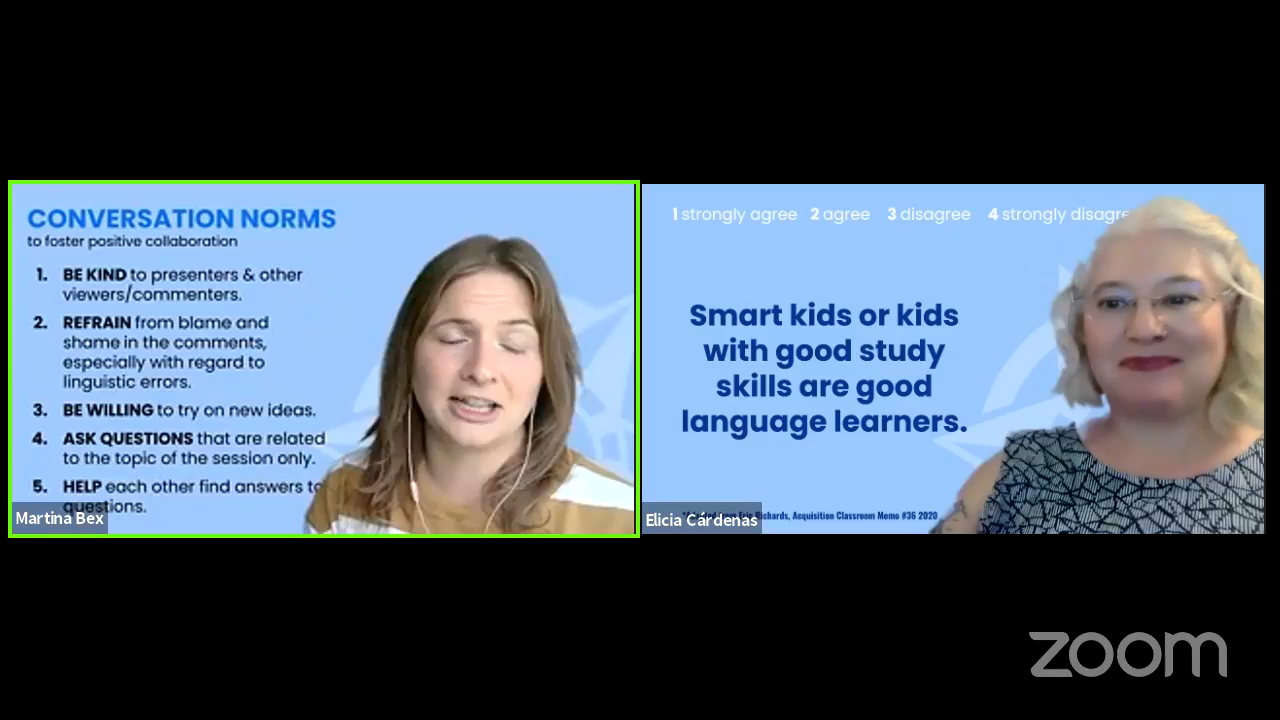 CONVERSATION NORMS
to foster positive collaboration
1. BE KIND to presenters & other
viewers/commenters.
2. REFRAIN from blame and
shame in the comments,
especially with regard to
linguistic errors.
3. BE WILLING to try on new ideas.
4. ASK QUESTIONS that are related
to the topic of the session only.
5. HELP each other find answers to
questions.
Martina Bex
1 strongly agree 2 agree 3 disagree 4 strongly disagre
Smart kids or kids
with good study
skills are good
language learners.
Richards, Acquisition Classroom Memo #36 2020
Elicia Cárdenas
zoom